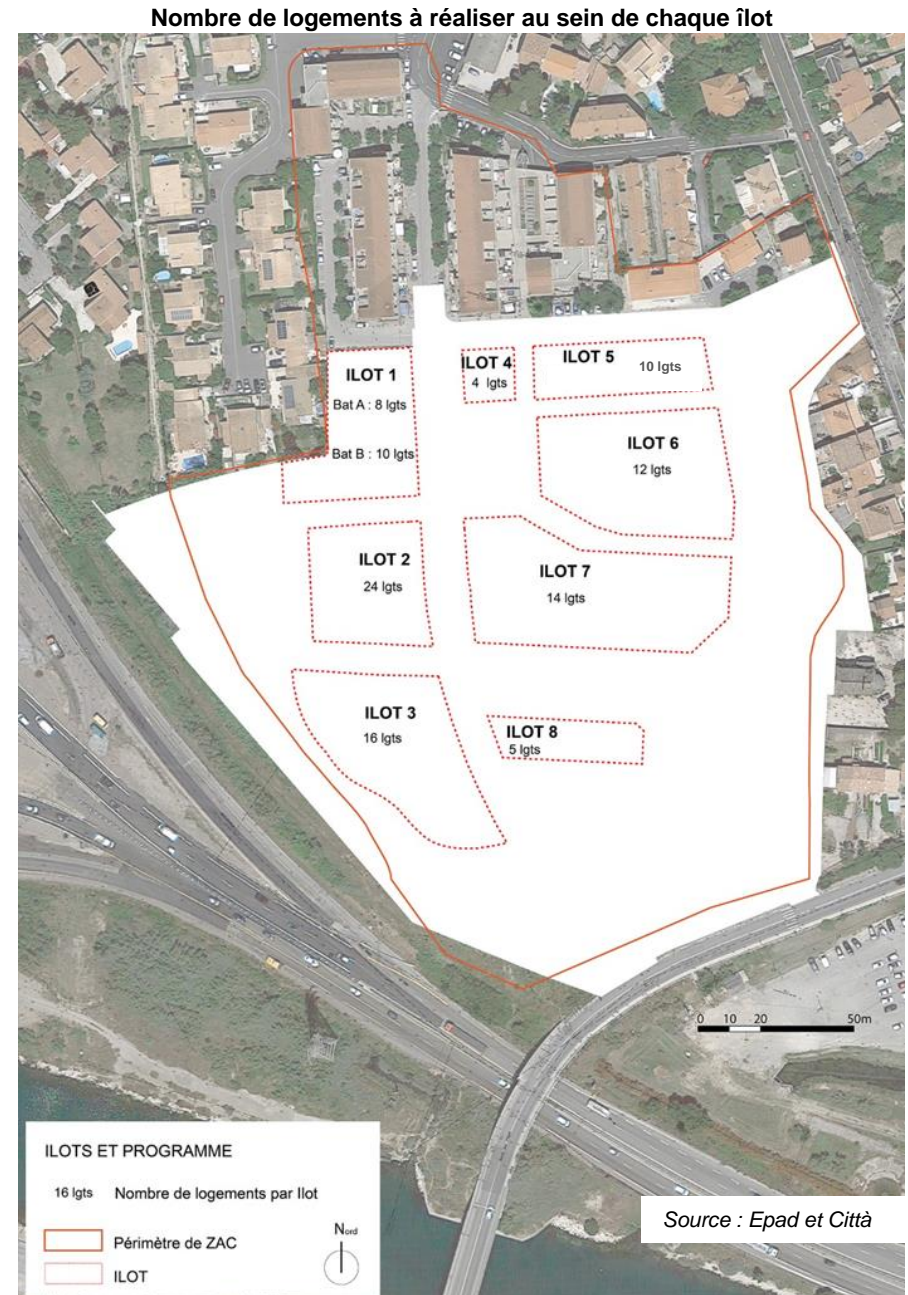 Nombre de logements à réaliser au sein de chaque îlot
ILOT 1
Bat A : 8 lgts
Bat B : 10 lgts
ILOT 4
4 lgts
ILOT 5
10 lgts
ILOT 6
12 lgts
ILOT 2
24 lgts
ILOT 7
14 lgts
ILOT 3
16 lgts
ILOT 8
5 lgts
0 10 20 50m
ILOTS ET PROGRAMME
16 lgts Nombre de logements par Ilot
Périmètre de ZAC
ILOT
Nord
Source : Epad et Città